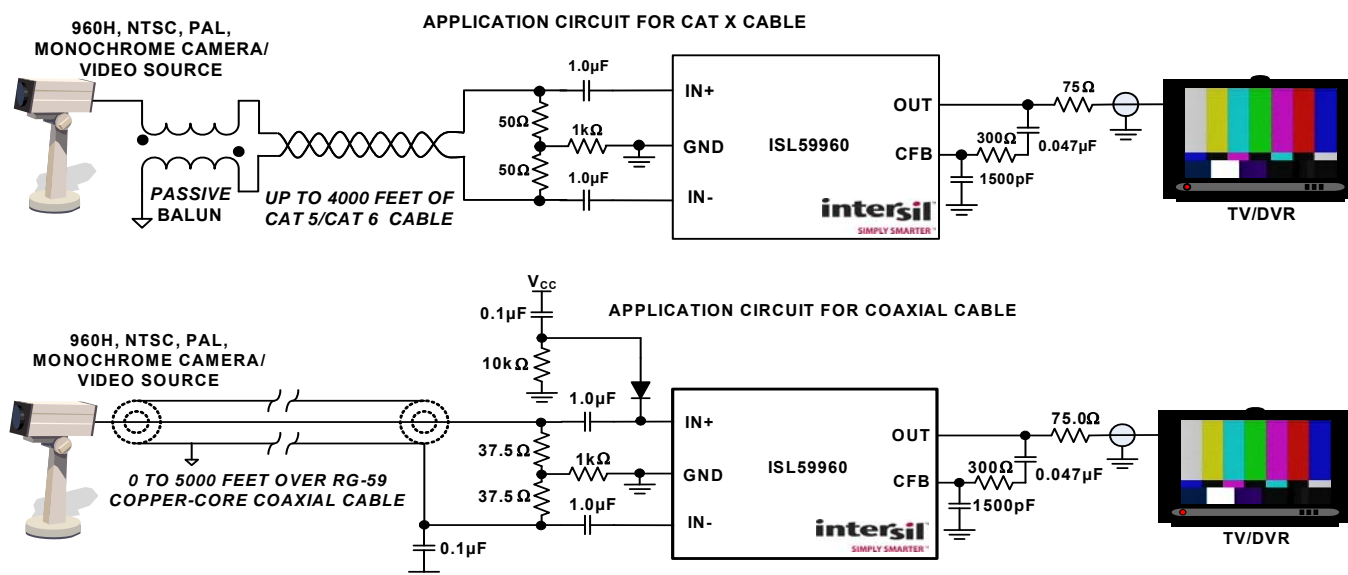 APPLICATION CIRCUIT FOR CAT X CABLE
960H, NTSC, PAL,
MONOCHROME CAMERA/
VIDEO SOURCE
PASSIVE
BALUN
UP TO 4000 FEET OF
CAT 5/CAT 6 CABLE
1.0µF
50Ω
1kΩ
50Ω
1.0µF
IN+
GND
IN-
ISL59960
OUT
CFB
intersil™
SIMPLY SMARTER™
75Ω
300Ω
0.047µF
1500pF
TV/DVR
APPLICATION CIRCUIT FOR COAXIAL CABLE
960H, NTSC, PAL,
MONOCHROME CAMERA/
VIDEO SOURCE
0 TO 5000 FEET OVER RG-59
COPPER-CORE COAXIAL CABLE
VCC
0.1µF
10kΩ
1.0µF
37.5Ω
1kΩ
37.5Ω
1.0µF
0.1µF
IN+
GND
IN-
ISL59960
OUT
CFB
intersil™
SIMPLY SMARTER™
75.0Ω
300Ω
0.047µF
1500pF
TV/DVR